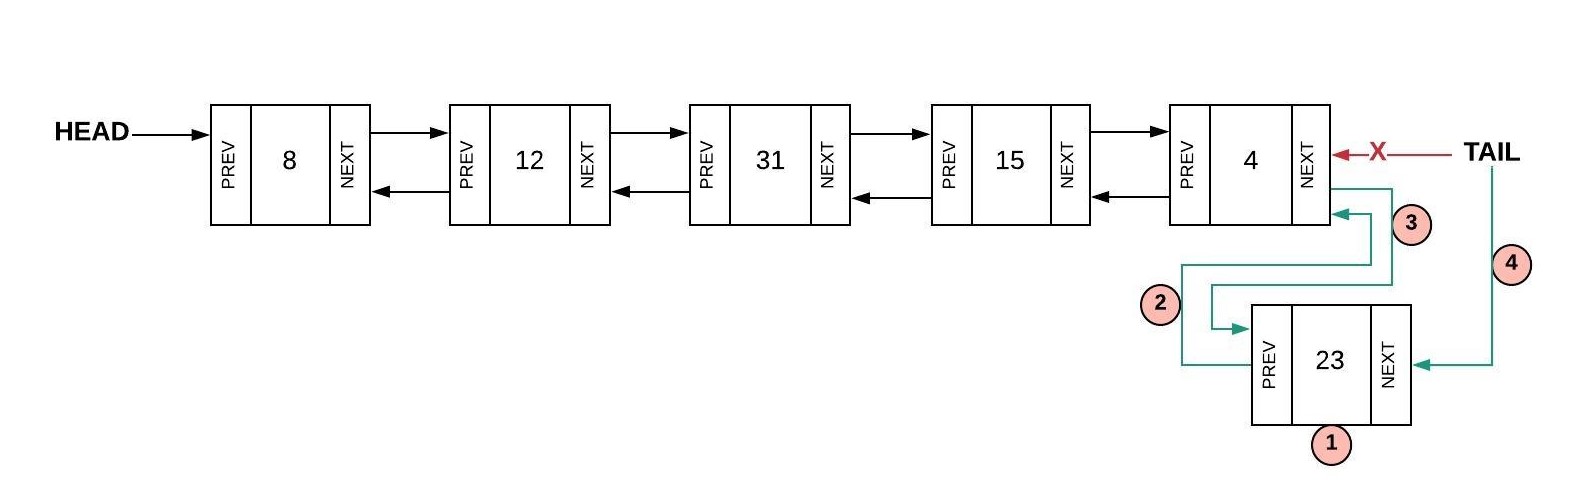 HEAD
PREV 8 NEXT
PREV 12 NEXT
PREV 31 NEXT
PREV 15 NEXT
PREV 4 NEXT
X
TAIL
3
4
2
PREV 23 NEXT
1